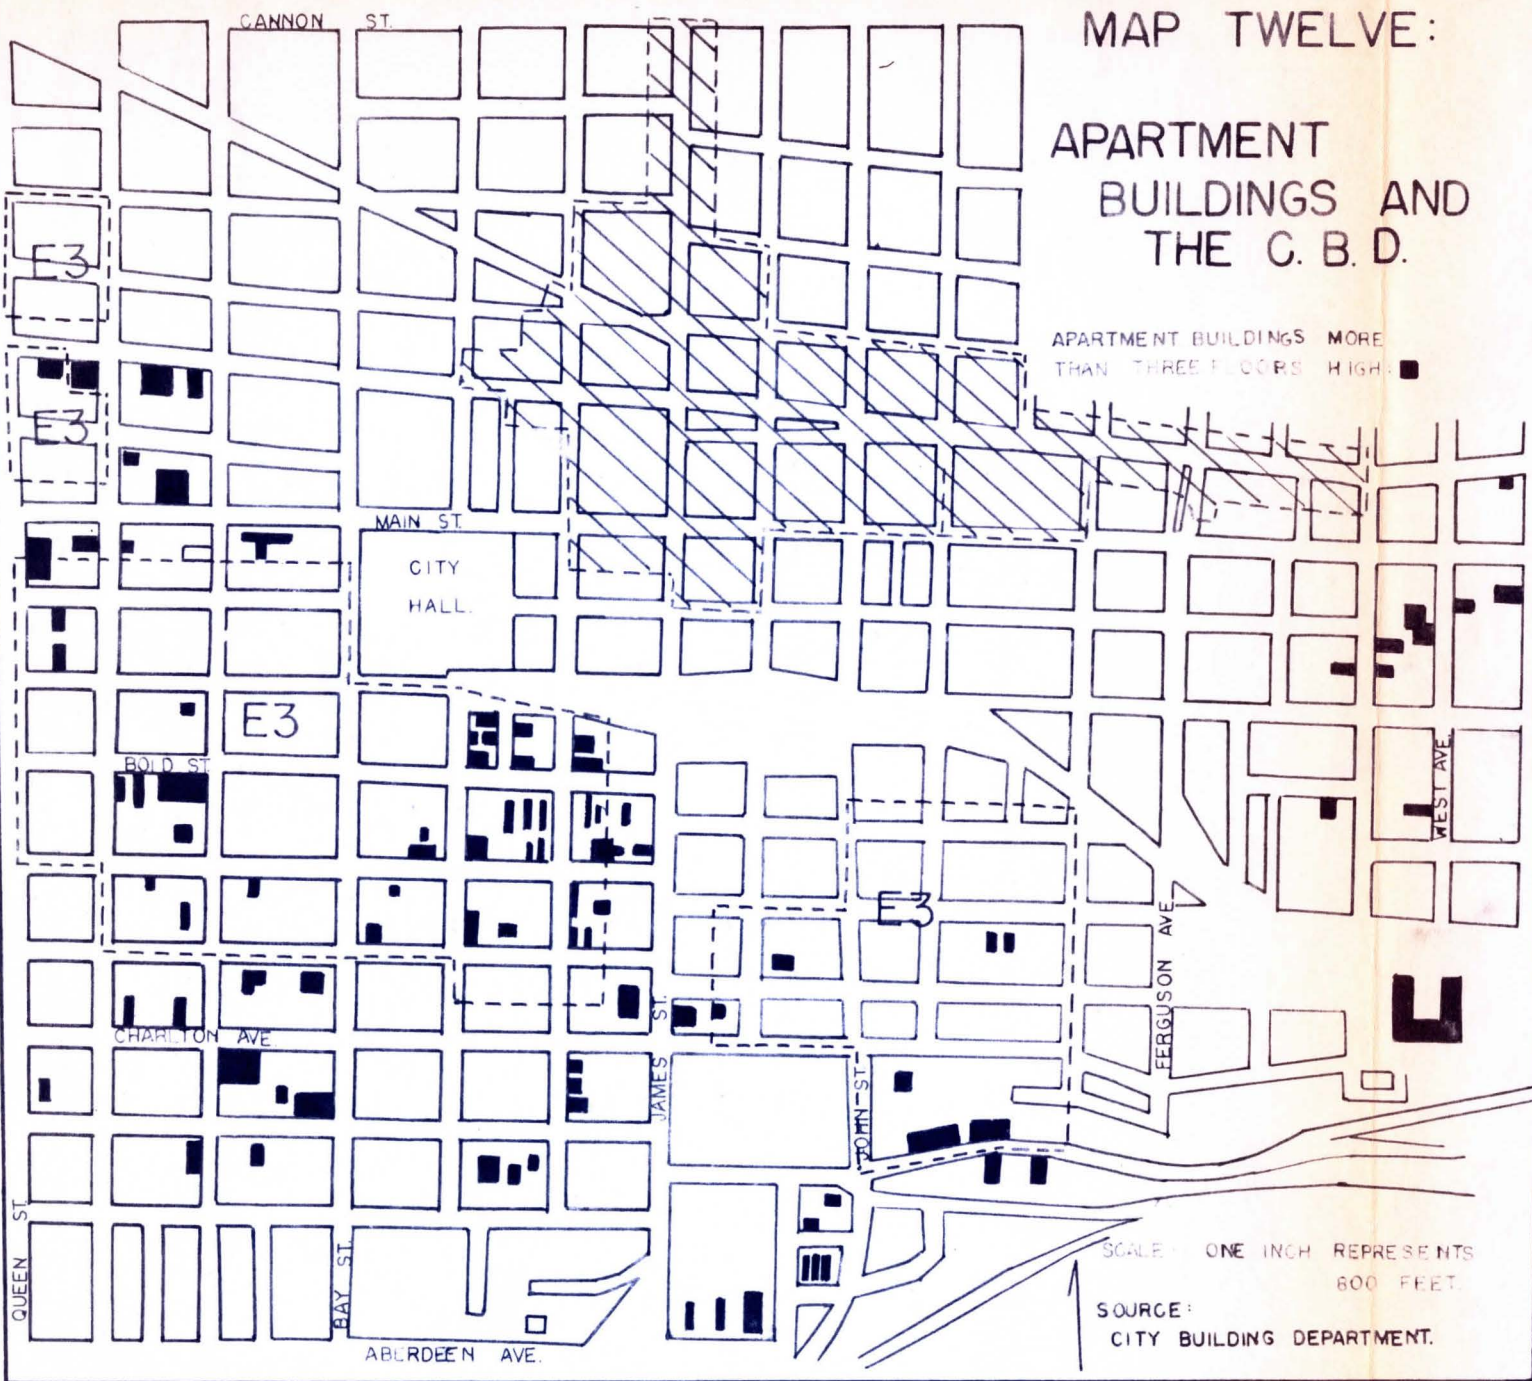 MAP TWELVE:
APARTMENT
BUILDINGS AND
THE C. B. D.
APARTMENT BUILDINGS MORE
THAN THREE FLOORS HIGH:
CANNON ST.
E3
E3
MAIN ST.
CITY
HALL.
E3
BOLD ST.
WEST AVE.
E3
FERGUSON AVE.
CHARLTON AVE.
JAMES ST.
JOHN ST.
QUEEN ST.
BAY ST.
ABERDEEN AVE.
SCALE: ONE INCH REPRESENTS
800 FEET.
SOURCE:
CITY BUILDING DEPARTMENT.